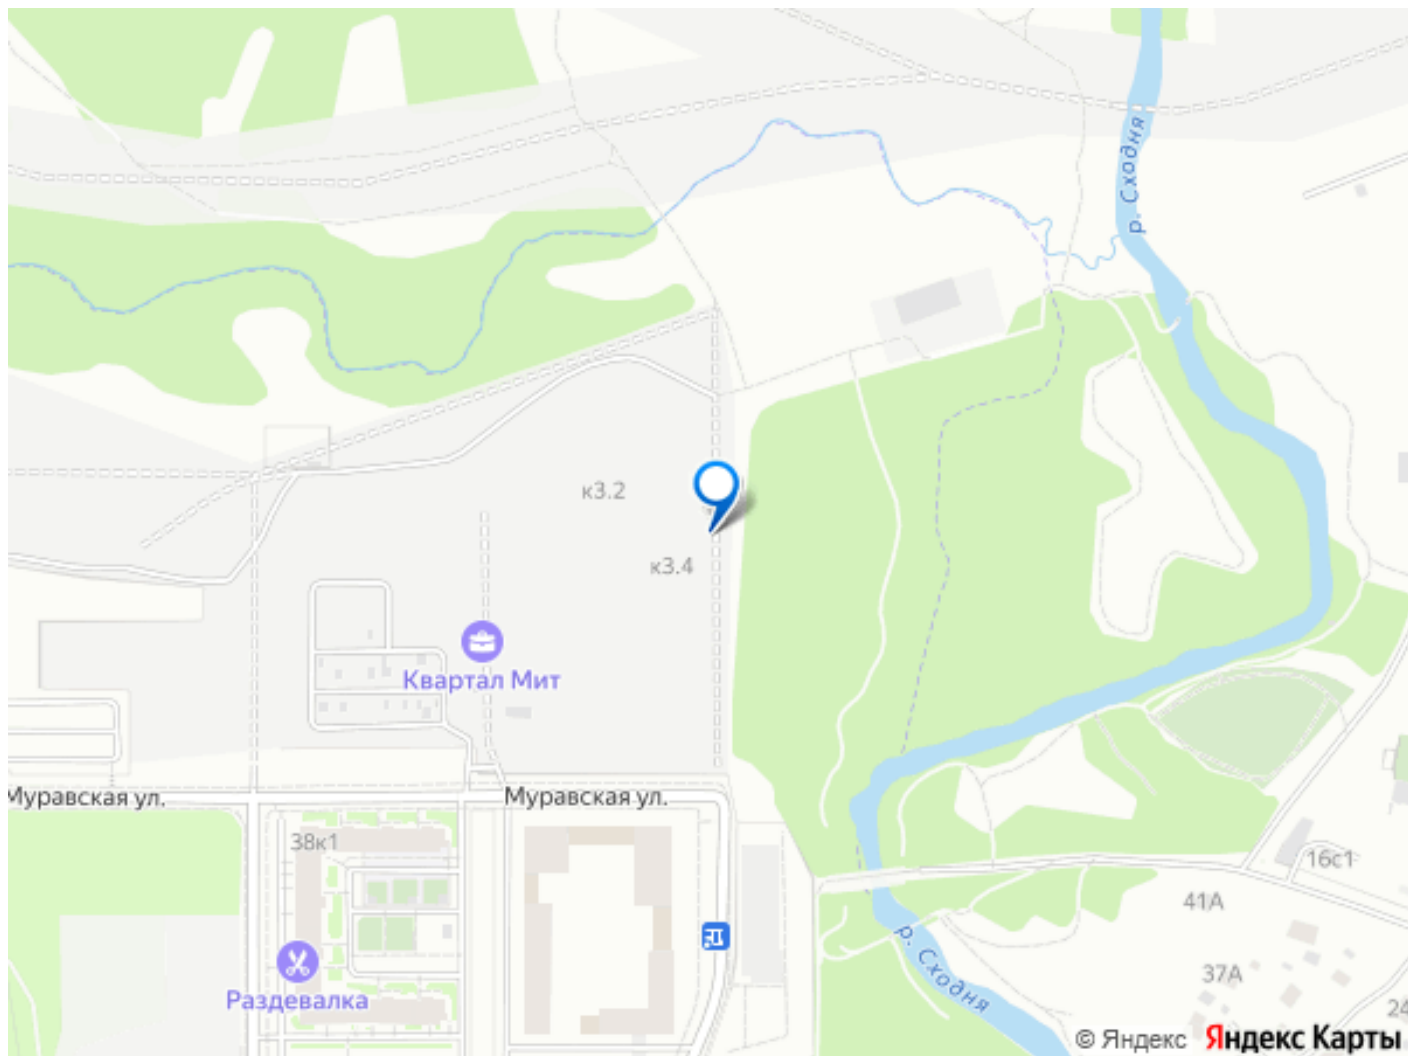 р. Сходня
к3.2
к3.4
Квартал Мит
Муравская ул.
Муравская ул.
38к1
16с1
41А
37А
р. Сходня
Раздевалка
24
© Яндекс Яндекс Карты